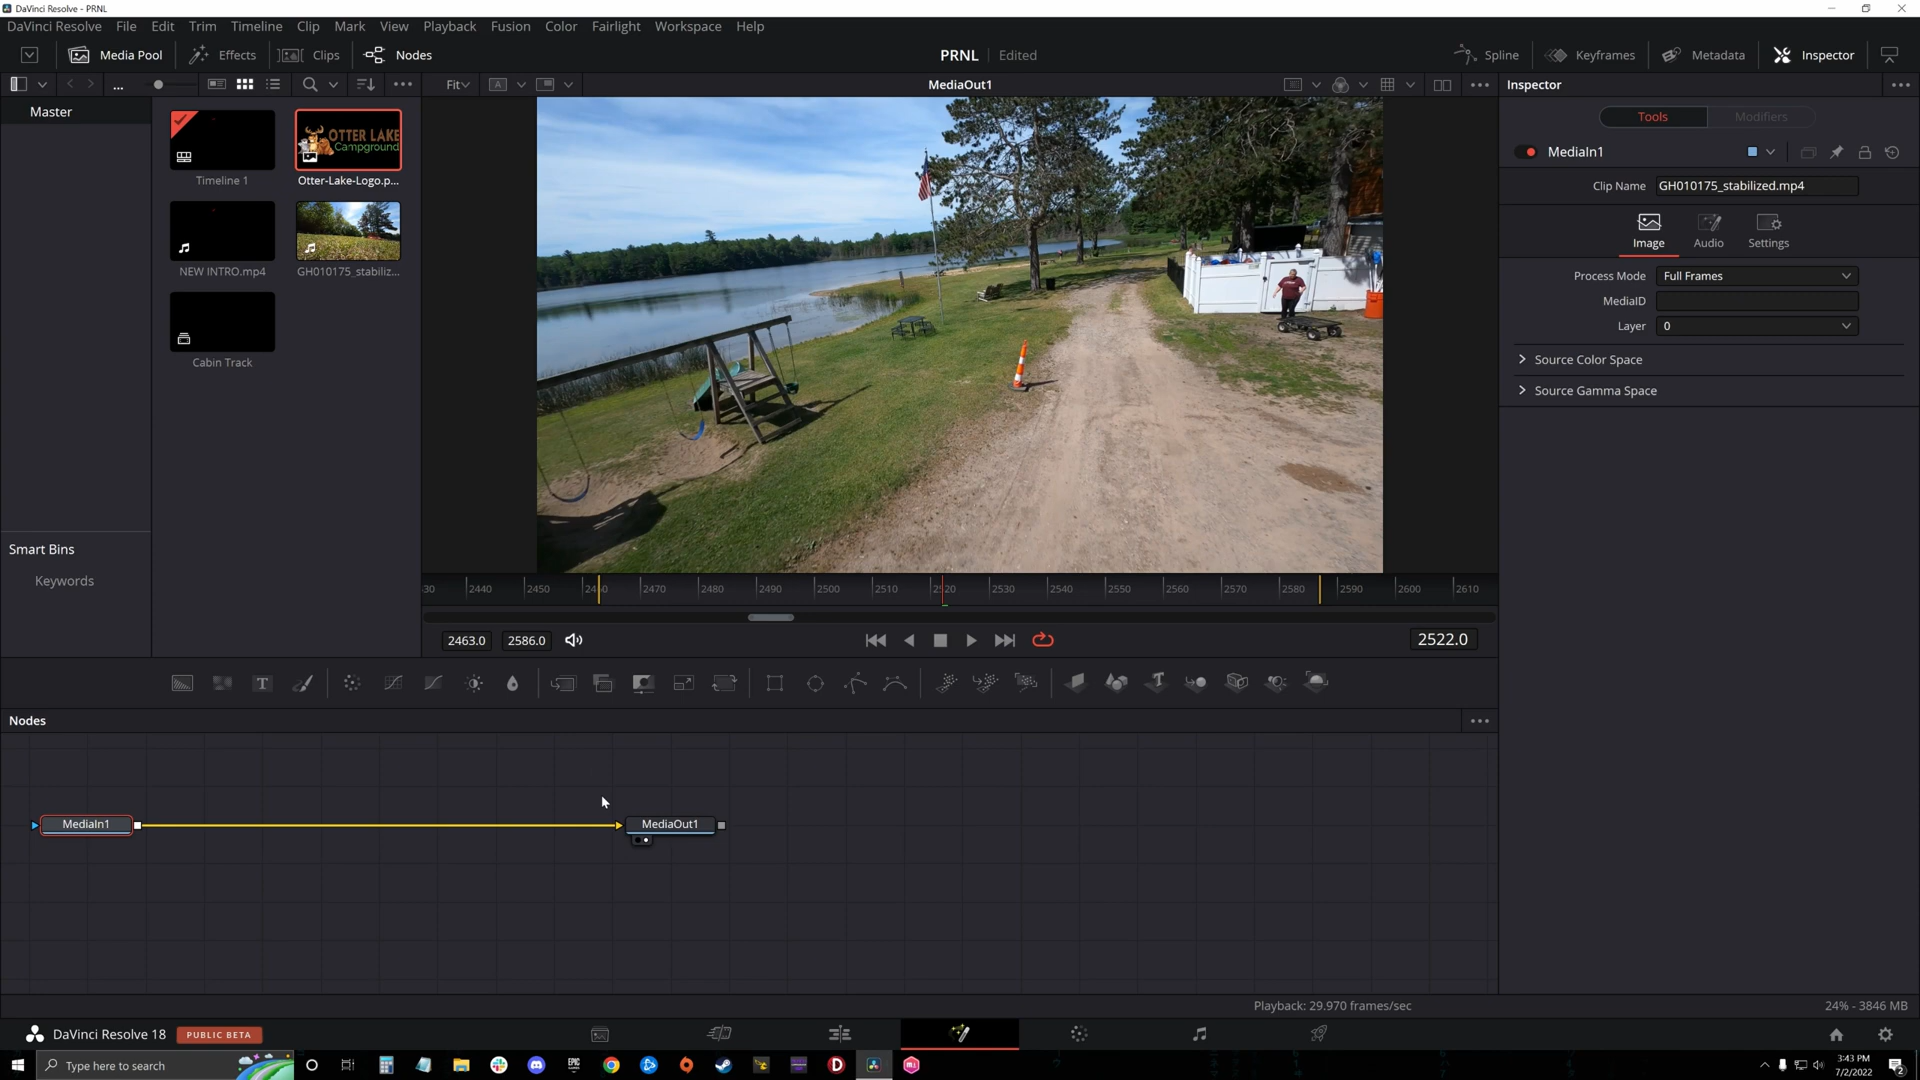 DaVinci Resolve - PRNL
DaVinci Resolve File Edit Trim Timeline Clip Mark View Playback Fusion Color Fairlight Workspace Help
Media Pool Effects Clips Nodes PRNL Edited Spline Keyframes Metadata Inspector
... Fit A MediaOut1 Inspector
Master
Tools Modifiers
OTTER LAKE
Campground
MediaIn1
Timeline 1 Otter-Lake-Logo.p...
Clip Name GH010175_stabilized.mp4
Image Audio Settings
NEW INTRO.mp4 GH010175_stabiliz...
Process Mode Full Frames
MediaID
Layer 0
Cabin Track
Source Color Space
Source Gamma Space
Smart Bins
Keywords
30 2440 2450 2460 2470 2480 2490 2500 2510 2520 2530 2540 2550 2560 2570 2580 2590 2600 2610
2463.0 2586.0 2522.0
T T
Nodes
MediaIn1 MediaOut1
Playback: 29.970 frames/sec 24% - 3846 MB
DaVinci Resolve 18 PUBLIC BETA
Type here to search EPIC 3:43 PM
7/2/2022
2